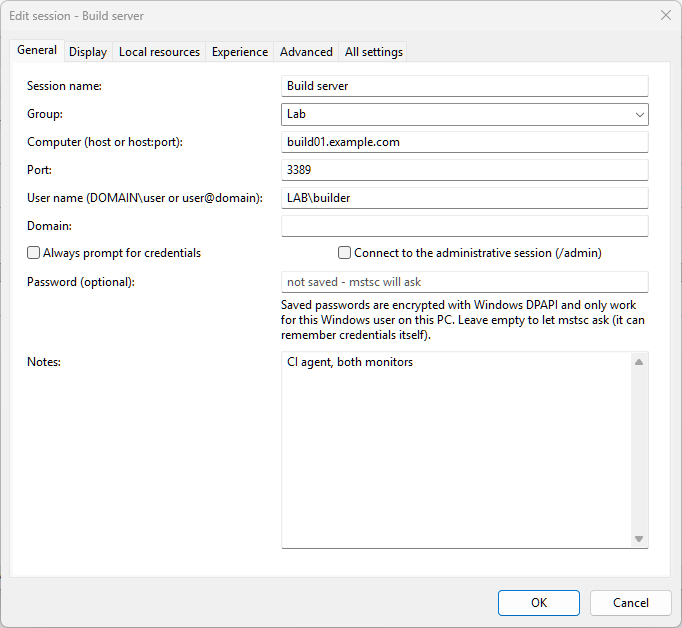 Edit session - Build server
General Display Local resources Experience Advanced All settings
Session name: Build server
Group: Lab
Computer (host or host:port): build01.example.com
Port: 3389
User name (DOMAIN\user or user@domain): LAB\builder
Domain:
Always prompt for credentials Connect to the administrative session (/admin)
Password (optional): not saved - mstsc will ask
Saved passwords are encrypted with Windows DPAPI and only work
for this Windows user on this PC. Leave empty to let mstsc ask (it can
remember credentials itself).
Notes: CI agent, both monitors
OK Cancel